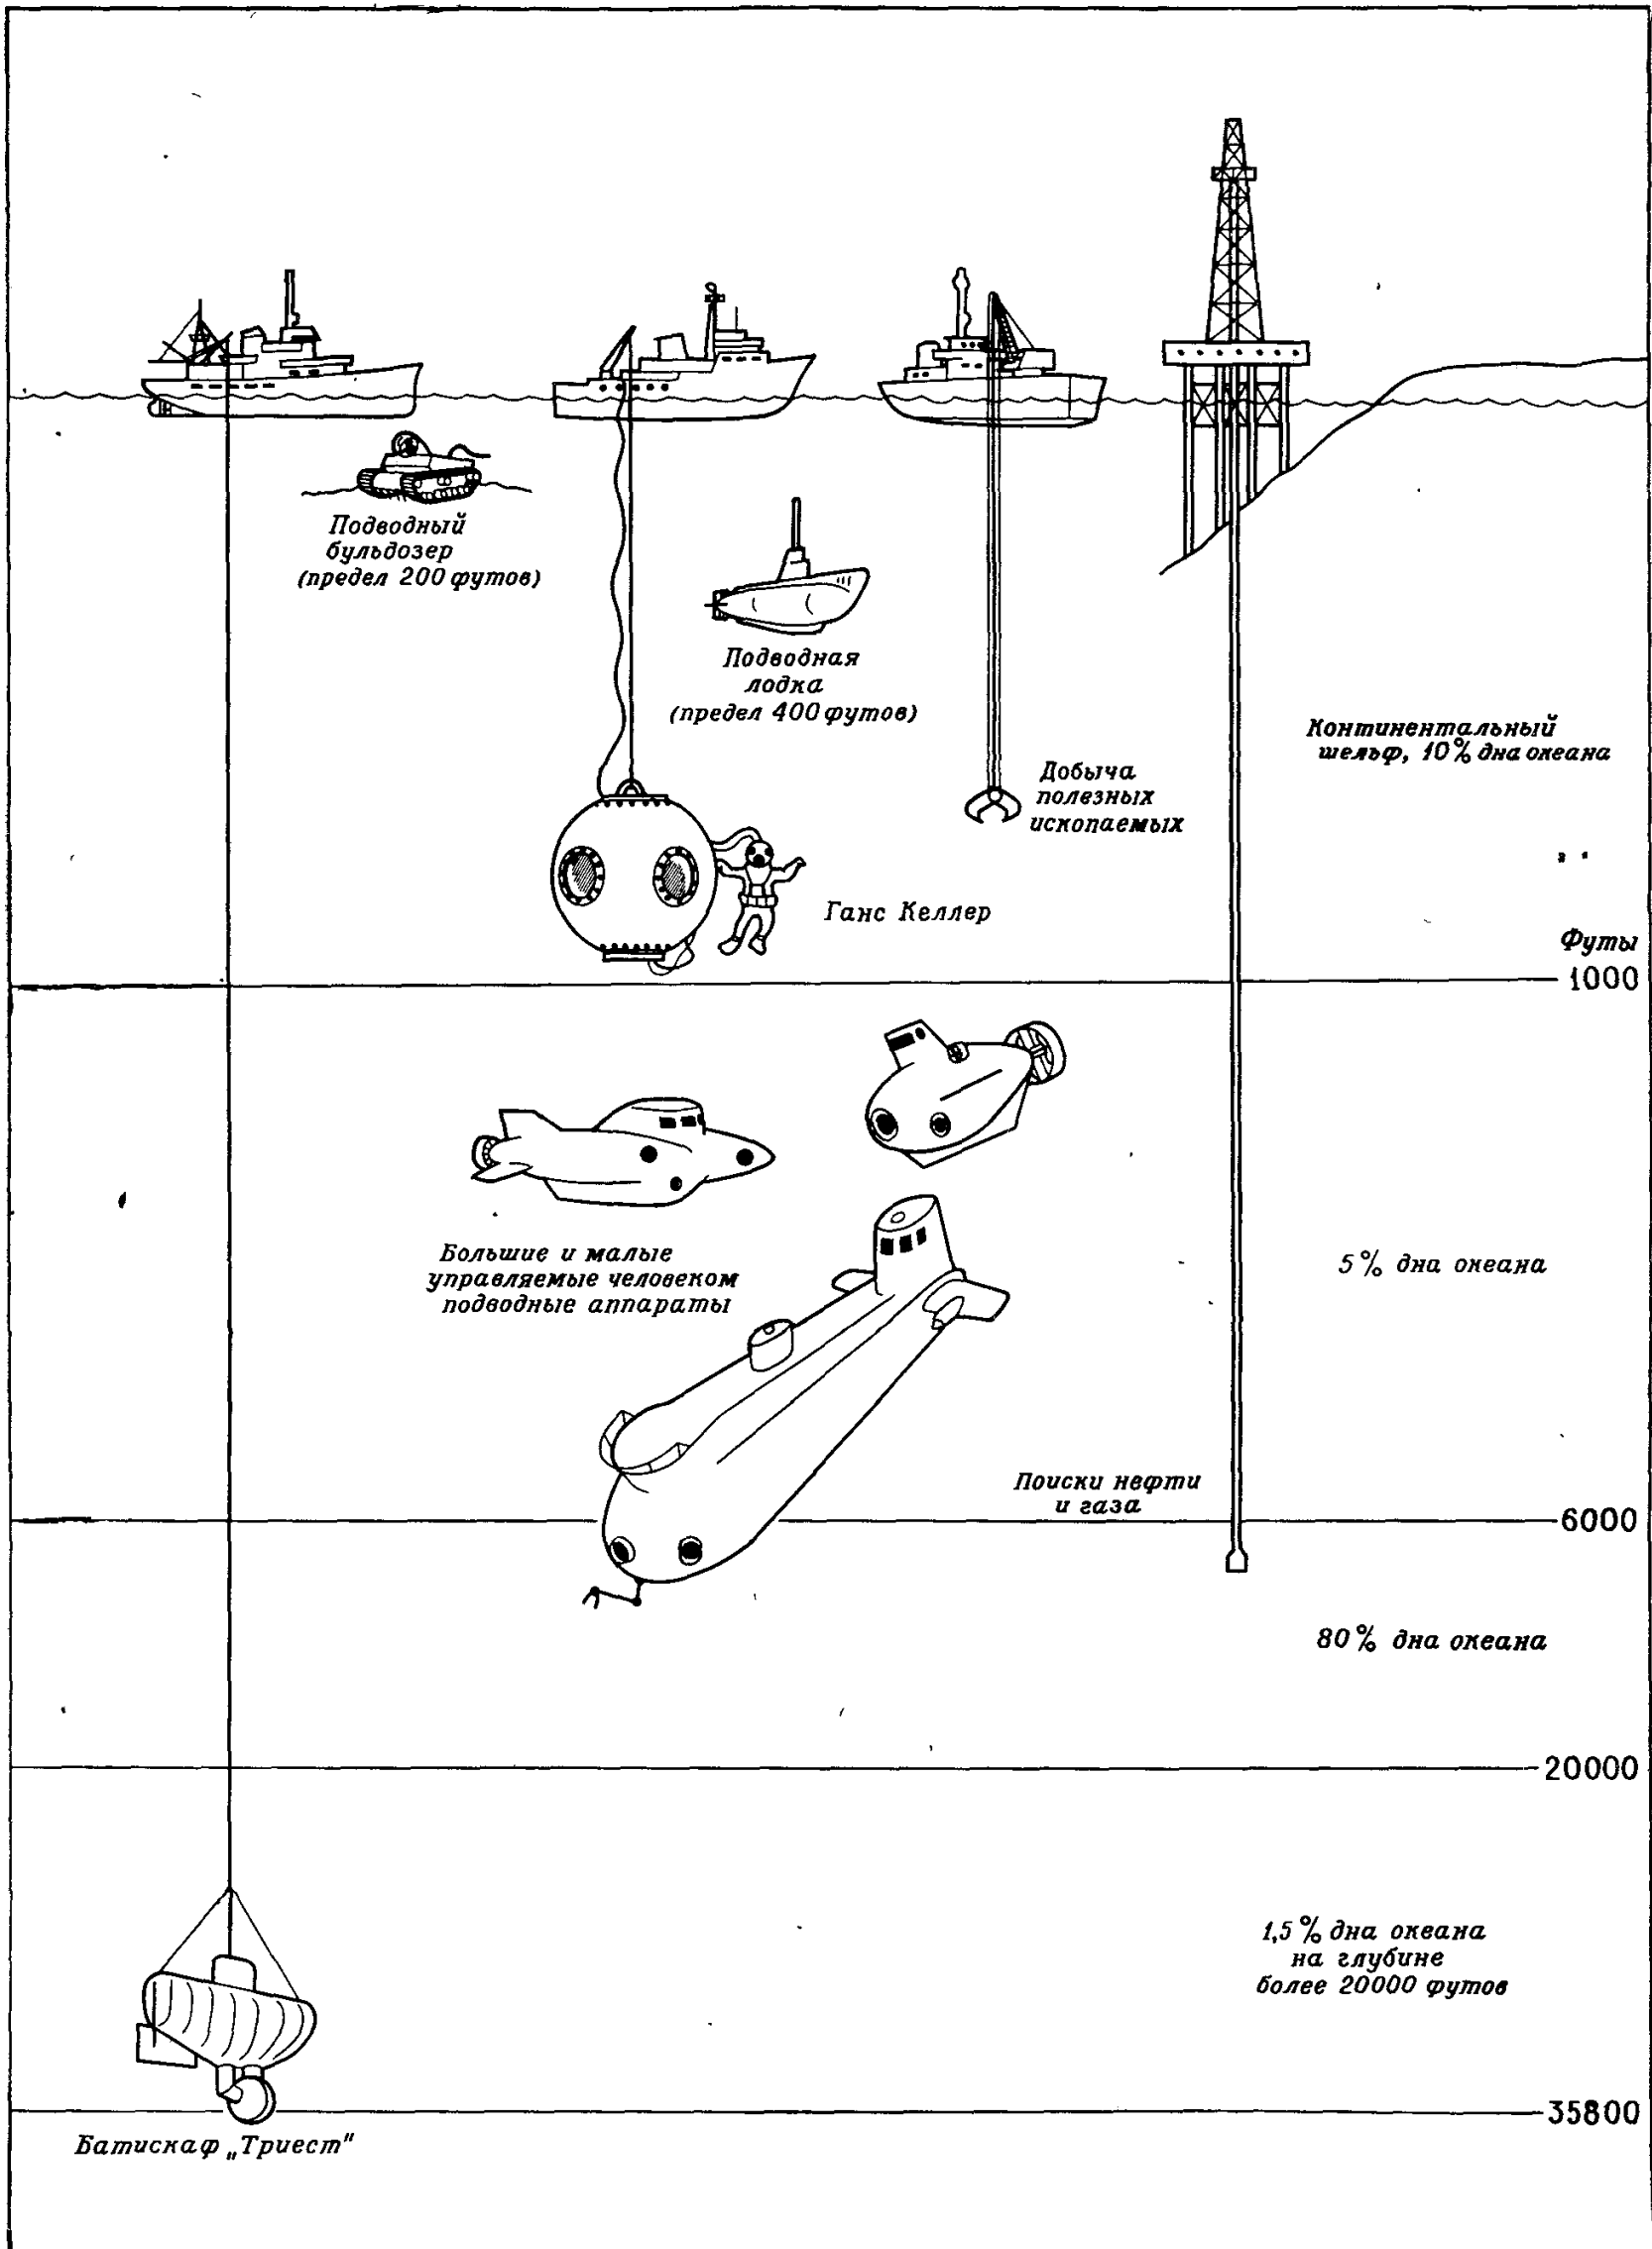 Подводный
бульдозер
(предел 200 футов)
Подводная
лодка
(предел 400 футов)
Континентальный
шельф, 10% дна океана
Добыча
полезных
ископаемых
Ганс Келлер
Футы
1000
Большие и малые
управляемые человеком
подводные аппараты
5% дна океана
Поиски нефти
и газа
6000
80% дна океана
20000
1,5% дна океана
на глубине
более 20000 футов
35800
Батискаф „Триест"